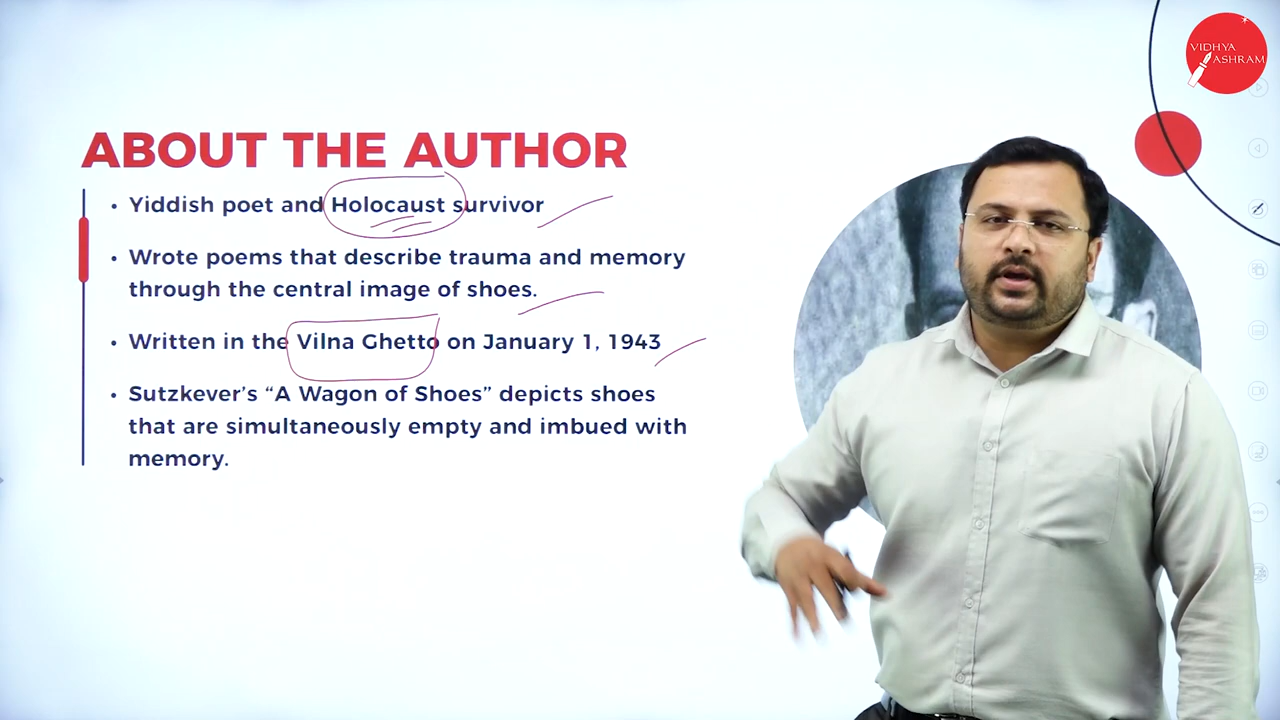 VIDHYA
ASHRAM
ABOUT THE AUTHOR
• Yiddish poet and Holocaust survivor
• Wrote poems that describe trauma and memory
through the central image of shoes.
• Written in the Vilna Ghetto on January 1, 1943
• Sutzkever’s “A Wagon of Shoes” depicts shoes
that are simultaneously empty and imbued with
memory.